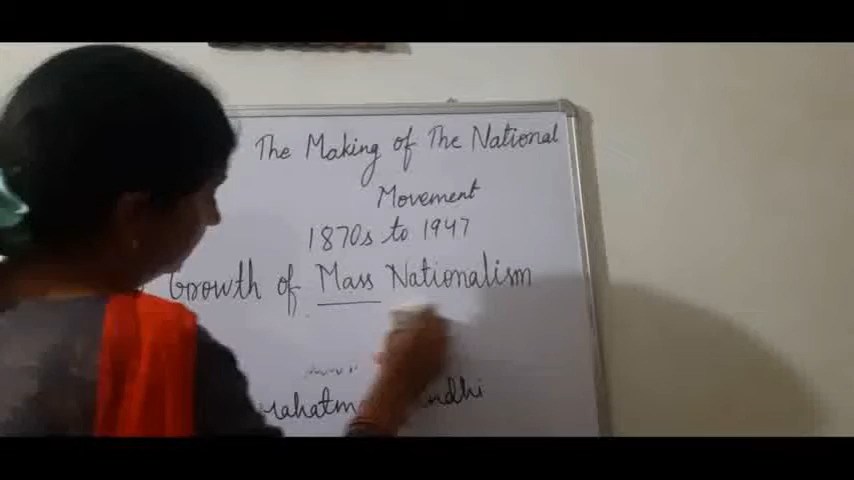 The Making of The National
Movement
1870s to 1947
Growth of Mass Nationalism